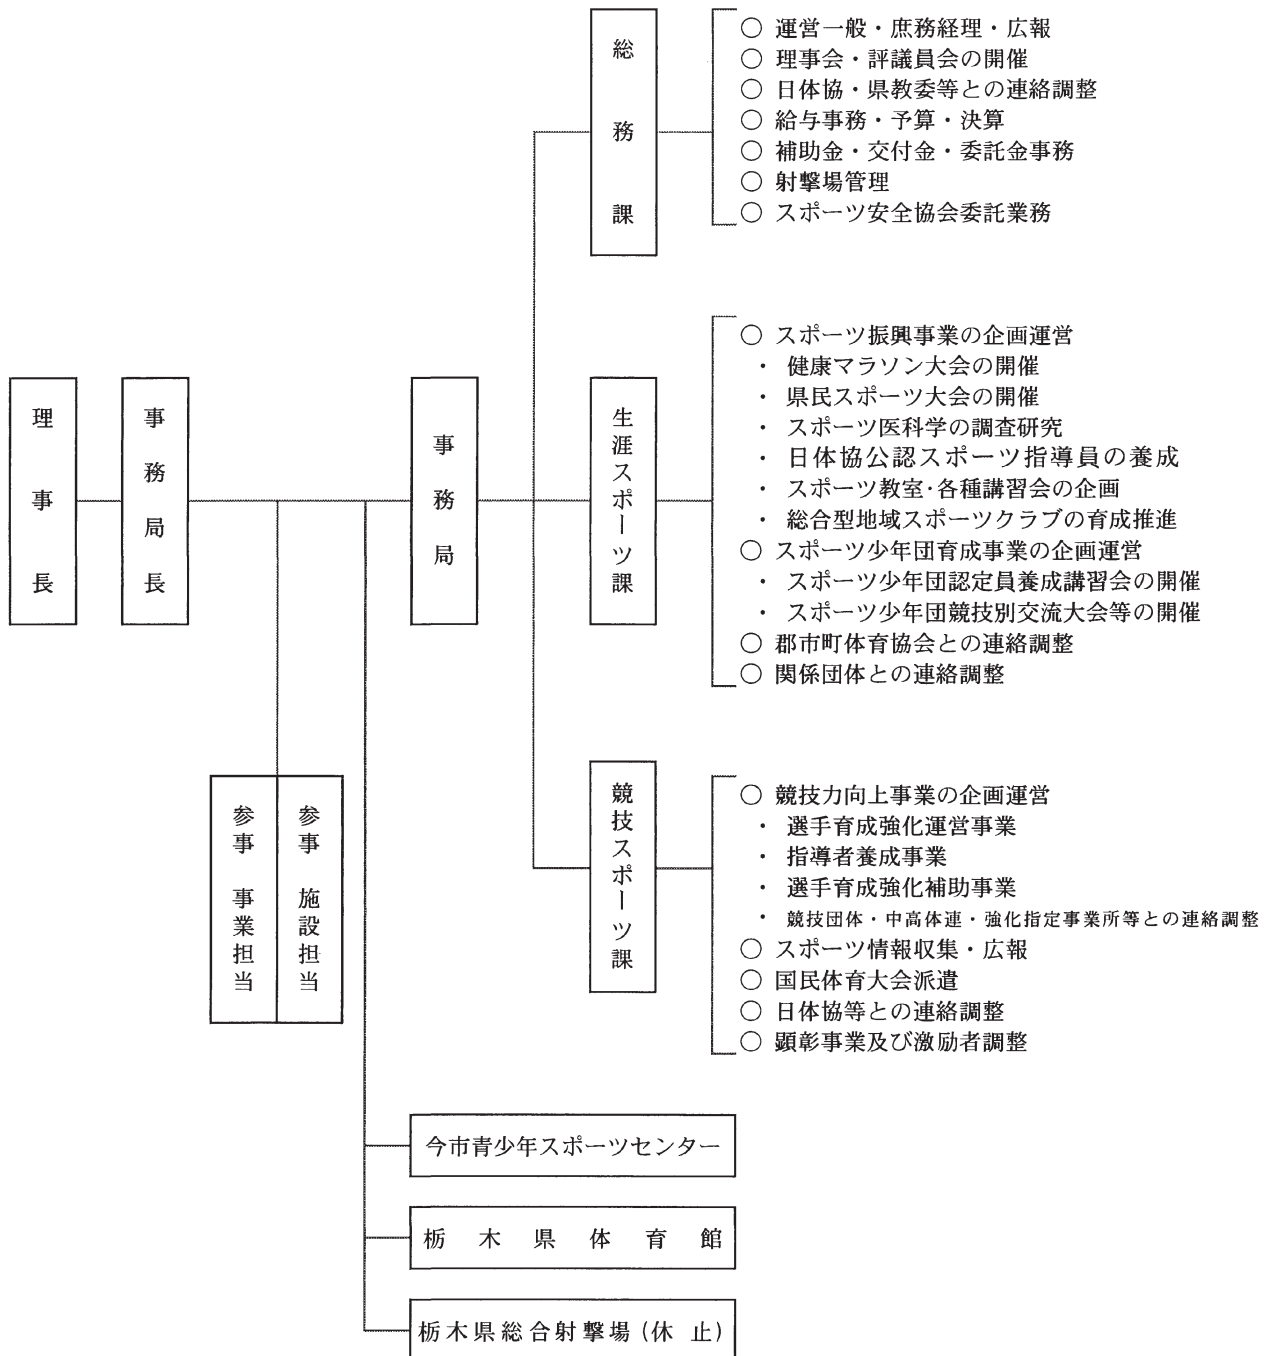 理事長
事務局長
参事 事業担当
参事 施設担当
事務局
総務課
○ 運営一般・庶務経理・広報
○ 理事会・評議員会の開催
○ 日体協・県教委等との連絡調整
○ 給与事務・予算・決算
○ 補助金・交付金・委託金事務
○ 射撃場管理
○ スポーツ安全協会委託業務
生涯スポーツ課
○ スポーツ振興事業の企画運営
・ 健康マラソン大会の開催
・ 県民スポーツ大会の開催
・ スポーツ医科学の調査研究
・ 日体協公認スポーツ指導員の養成
・ スポーツ教室・各種講習会の企画
・ 総合型地域スポーツクラブの育成推進
○ スポーツ少年団育成事業の企画運営
・ スポーツ少年団認定員養成講習会の開催
・ スポーツ少年団競技別交流大会等の開催
○ 郡市町体育協会との連絡調整
○ 関係団体との連絡調整
競技スポーツ課
○ 競技力向上事業の企画運営
・ 選手育成強化運営事業
・ 指導者養成事業
・ 選手育成強化補助事業
・ 競技団体・中高体連・強化指定事業所等との連絡調整
○ スポーツ情報収集・広報
○ 国民体育大会派遣
○ 日体協等との連絡調整
○ 顕彰事業及び激励者調整
今市青少年スポーツセンター
栃木県体育館
栃木県総合射撃場(休止)